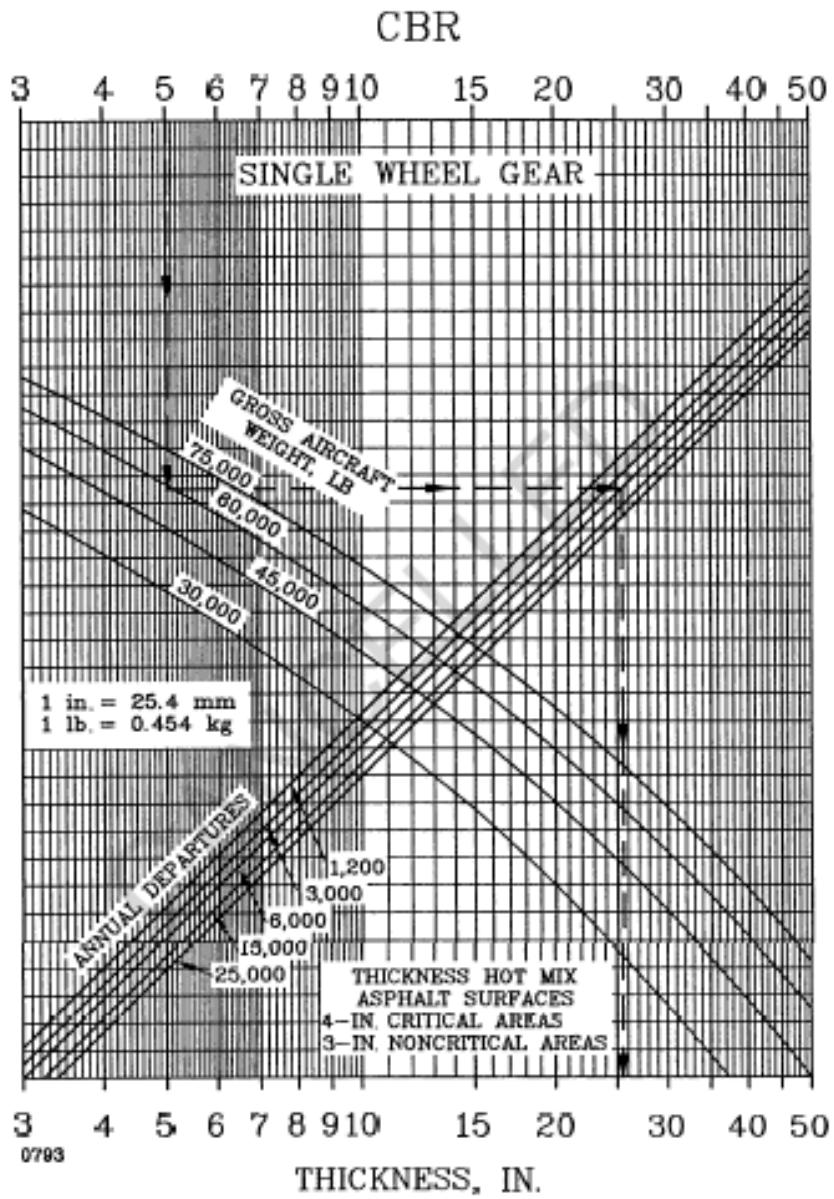 CBR
3 4 5 6 7 8 9 10 15 20 30 40 50
SINGLE WHEEL GEAR
GROSS AIRCRAFT
WEIGHT, LB
75,000
60,000
45,000
30,000
1 in. = 25.4 mm
1 lb. = 0.454 kg
ANNUAL DEPARTURES
1,200
3,000
6,000
15,000
25,000
THICKNESS HOT MIX
ASPHALT SURFACES
4-IN. CRITICAL AREAS
3-IN. NONCRITICAL AREAS
CANCELLED
3 4 5 6 7 8 9 10 15 20 30 40 50
0793
THICKNESS, IN.